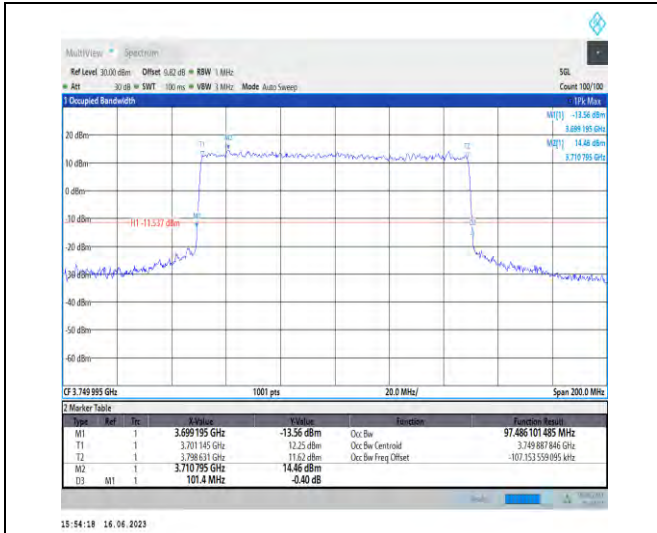 MultiView Spectrum
Ref Level 30.00 dBm Offset 0.82 dB RBW 1 MHz SGL
Att 30 dB SWT 100 ms VBW 3 MHz Mode Auto Sweep Count 100/100
1 Occupied Bandwidth 1Pk Max
M1[1] -13.56 dBm
3.699 195 GHz
M2[1] 14.46 dBm
3.710 795 GHz
20 dBm
T1 M2 T2
10 dBm
0 dBm
-10 dBm
M1
H1 -11.537 dBm
-20 dBm
-30 dBm
-40 dBm
-50 dBm
-60 dBm
CF 3.749 995 GHz 1001 pts 20.0 MHz/ Span 200.0 MHz
2 Marker Table
Type Ref Trc X-Value Y-Value Function Function Result
M1 1 3.699 195 GHz -13.56 dBm Occ Bw 97.486 101 485 MHz
T1 1 3.701 145 GHz 12.25 dBm Occ Bw Centroid 3.749 887 846 GHz
T2 1 3.798 631 GHz 11.62 dBm Occ Bw Freq Offset -107.153 559 095 kHz
M2 1 3.710 795 GHz 14.46 dBm
D3 M1 1 101.4 MHz -0.40 dB
15:54:18 16.06.2023